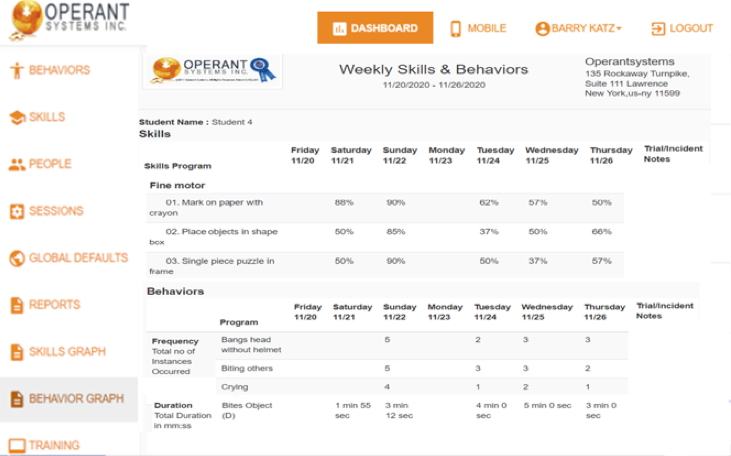 OPERANT
SYSTEMS INC.
DASHBOARD MOBILE BARRY KATZ LOGOUT
BEHAVIORS
SKILLS
PEOPLE
SESSIONS
GLOBAL DEFAULTS
REPORTS
SKILLS GRAPH
BEHAVIOR GRAPH
TRAINING
OPERANT
SYSTEMS INC.
Weekly Skills & Behaviors
11/20/2020 - 11/26/2020
Operantsystems
135 Rockaway Turnpike,
Suite 111 Lawrence
New York,us-ny 11599
Student Name : Student 4
Skills
Skills Program Friday 11/20 Saturday 11/21 Sunday 11/22 Monday 11/23 Tuesday 11/24 Wednesday 11/25 Thursday 11/26 Trial/Incident Notes
Fine motor
01. Mark on paper with crayon 88% 90% 62% 57% 50%
02. Place objects in shape box 50% 85% 37% 50% 66%
03. Single piece puzzle in frame 50% 90% 50% 37% 57%
Behaviors
Program Friday 11/20 Saturday 11/21 Sunday 11/22 Monday 11/23 Tuesday 11/24 Wednesday 11/25 Thursday 11/26 Trial/Incident Notes
Frequency
Total no of
Instances
Occurred
Bangs head without helmet 5 2 3 3
Biting others 5 3 3 2
Crying 4 1 2 1
Duration
Total Duration
in mm:ss
Bites Object (D) 1 min 55 sec 3 min 12 sec 4 min 0 sec 5 min 0 sec 3 min 0 sec